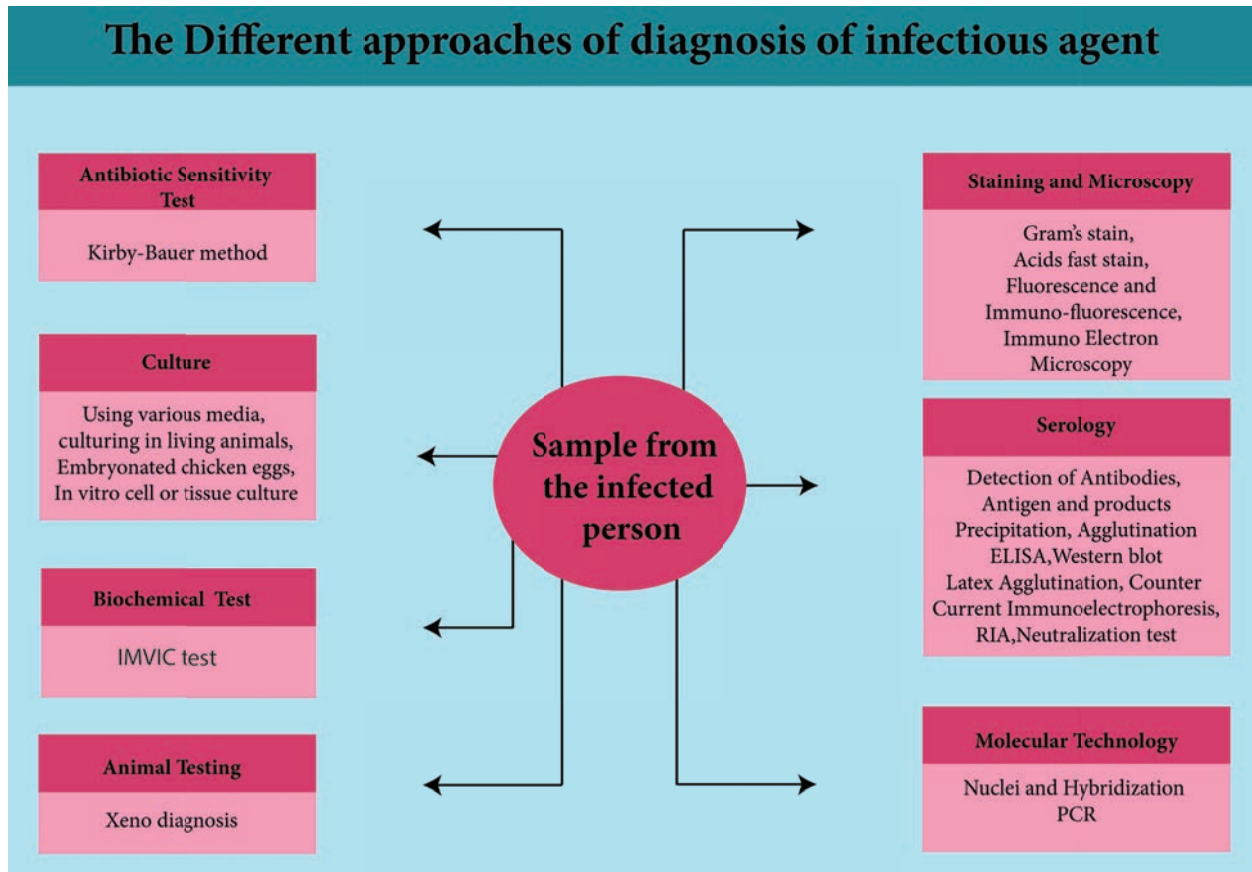 The Different approaches of diagnosis of infectious agent
Antibiotic Sensitivity
Test
Kirby-Bauer method
Culture
Using various media,
culturing in living animals,
Embryonated chicken eggs,
In vitro cell or tissue culture
Biochemical Test
IMVIC test
Animal Testing
Xeno diagnosis
Sample from
the infected
person
Staining and Microscopy
Gram's stain,
Acids fast stain,
Fluorescence and
Immuno-fluorescence,
Immuno Electron
Microscopy
Serology
Detection of Antibodies,
Antigen and products
Precipitation, Agglutination
ELISA,Western blot
Latex Agglutination, Counter
Current Immunoelectrophoresis,
RIA,Neutralization test
Molecular Technology
Nuclei and Hybridization
PCR